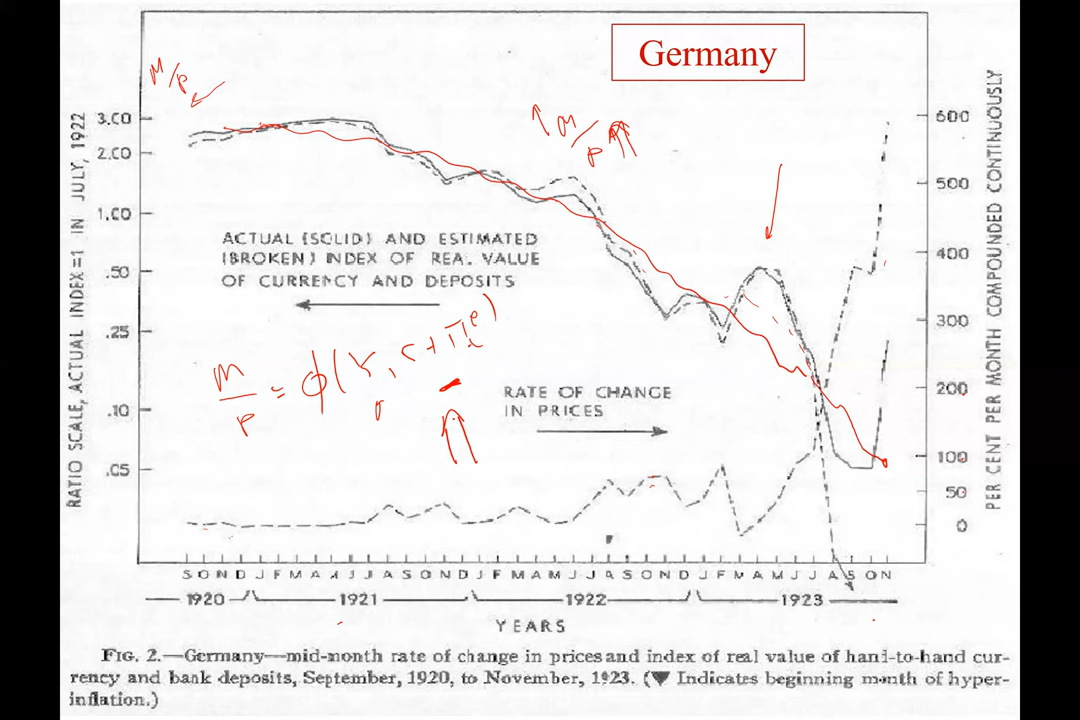 Germany
M/P
↑ M/P ↑↑
3.00
2.00
1.00
.50
.25
.10
.05
600
500
400
300
200
100
50
0
RATIO SCALE, ACTUAL INDEX=1 IN JULY, 1922
PER CENT PER MONTH COMPOUNDED CONTINUOUSLY
ACTUAL (SOLID) AND ESTIMATED
(BROKEN) INDEX OF REAL VALUE
OF CURRENCY AND DEPOSITS
RATE OF CHANGE
IN PRICES
S O N D J F M A M J J A S O N D J F M A M J J A S O N D J F M A M J J A S O N
1920 1921 1922 1923
YEARS
FIG. 2.—Germany—mid-month rate of change in prices and index of real value of hand-to-hand cur-
rency and bank deposits, September, 1920, to November, 1923. (▼ Indicates beginning month of hyper-
inflation.)